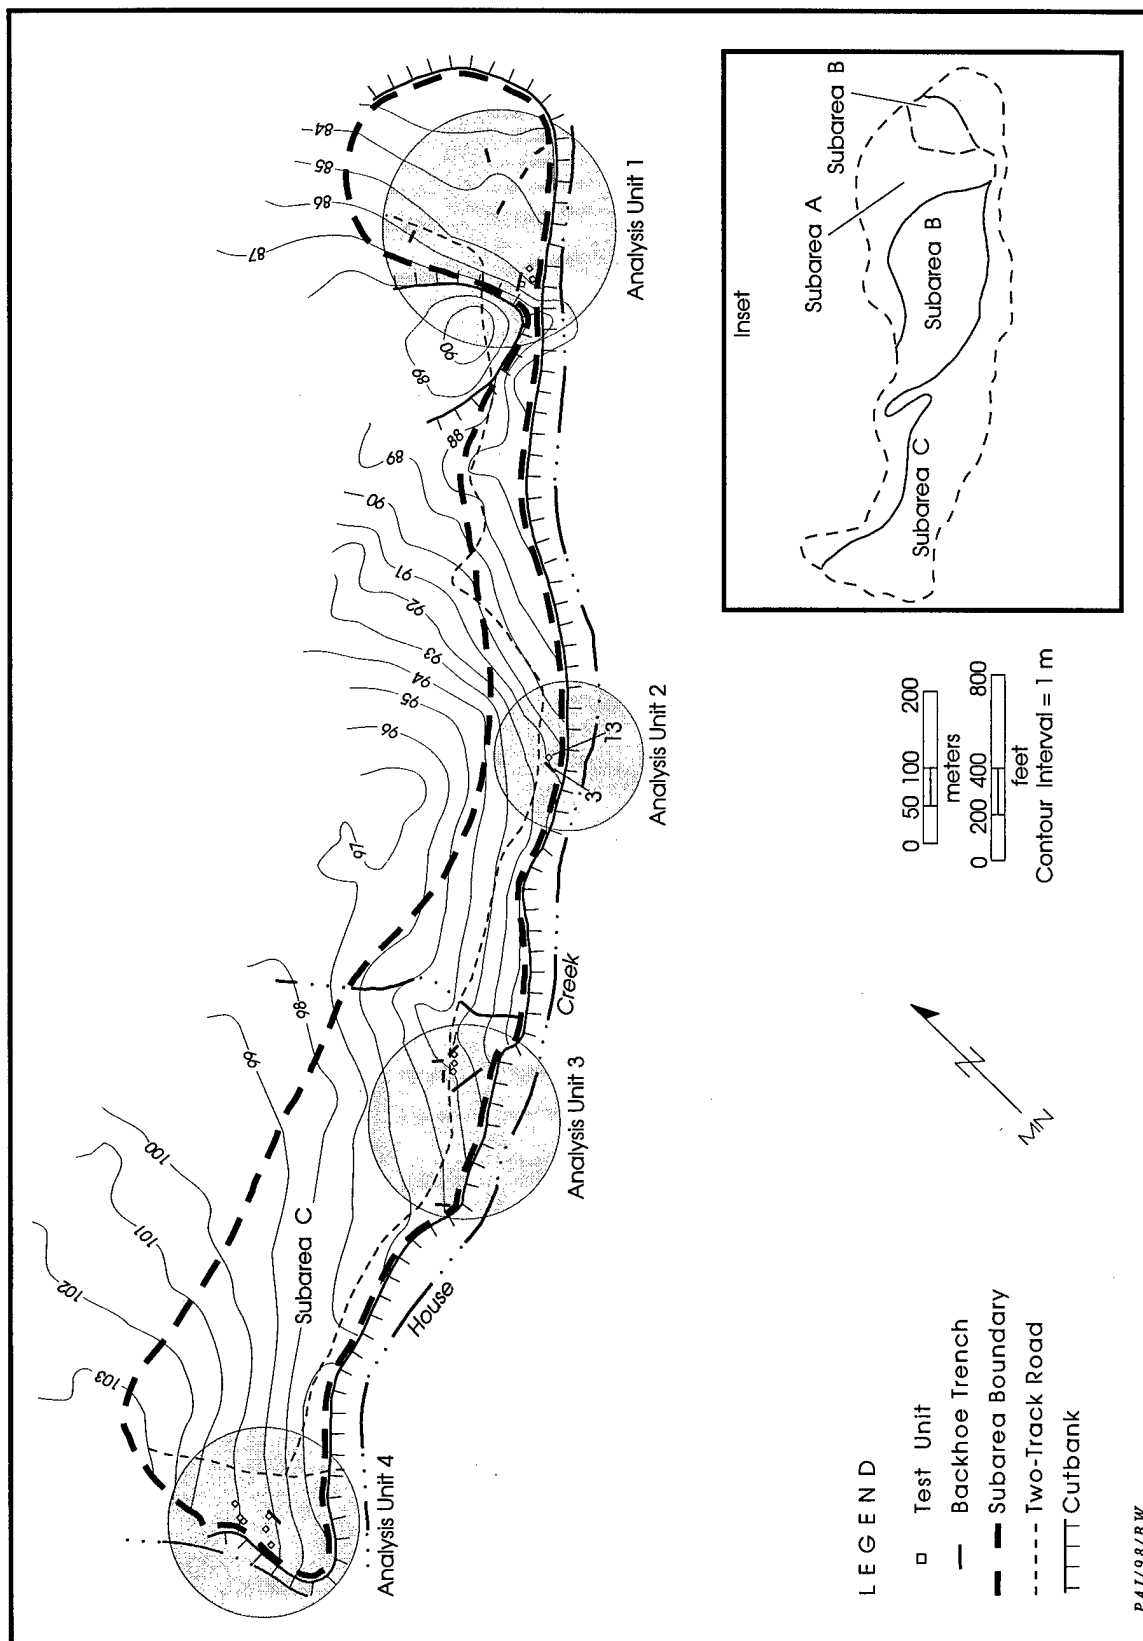 103
102
101
100
99
98
97
96
95
94
93
92
91
90
89
88
89
90
87
86
85
84
Subarea C
Analysis Unit 4
Analysis Unit 3
Analysis Unit 2
Analysis Unit 1
House
Creek
3
13
LEGEND
Test Unit
Backhoe Trench
Subarea Boundary
Two-Track Road
Cutbank
MN
0 50 100 200
meters
0 200 400 800
feet
Contour Interval = 1 m
Inset
Subarea A
Subarea B
Subarea B
Subarea C
PAI/98/BW